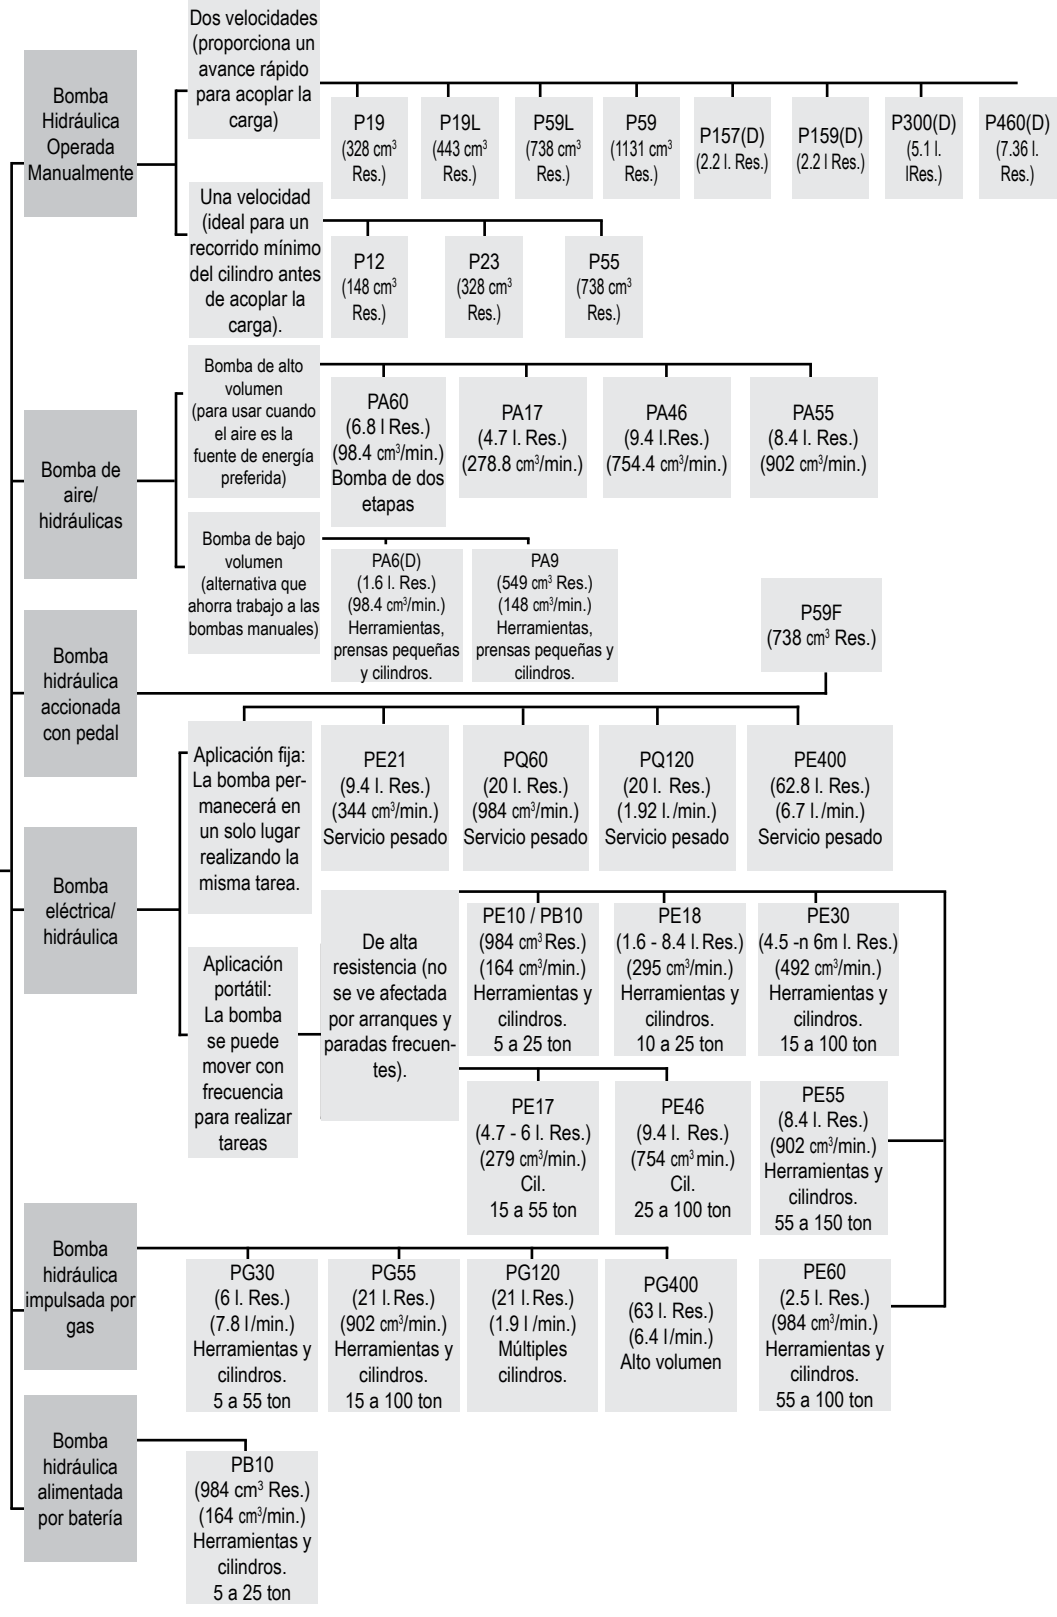 Dos velocidades
(proporciona un
avance rápido
para acoplar la
carga)
Bomba
Hidráulica
Operada
Manualmente
P19
(328 cm³
Res.)
P19L
(443 cm³
Res.)
P59L
(738 cm³
Res.)
P59
(1131 cm³
Res.)
P157(D)
(2.2 l. Res.)
P159(D)
(2.2 l Res.)
P300(D)
(5.1 l.
lRes.)
P460(D)
(7.36 l.
Res.)
Una velocidad
(ideal para un
recorrido mínimo
del cilindro antes
de acoplar la
carga).
P12
(148 cm³
Res.)
P23
(328 cm³
Res.)
P55
(738 cm³
Res.)
Bomba de alto
volumen
(para usar cuando
el aire es la
fuente de energía
preferida)
PA60
(6.8 l Res.)
(98.4 cm³/min.)
Bomba de dos
etapas
PA17
(4.7 l. Res.)
(278.8 cm³/min.)
PA46
(9.4 l.Res.)
(754.4 cm³/min.)
PA55
(8.4 l. Res.)
(902 cm³/min.)
Bomba de
aire/
hidráulicas
Bomba de bajo
volumen
(alternativa que
ahorra trabajo a las
bombas manuales)
PA6(D)
(1.6 l. Res.)
(98.4 cm³/min.)
Herramientas,
prensas pequeñas
y cilindros.
PA9
(549 cm³ Res.)
(148 cm³/min.)
Herramientas,
prensas pequeñas y
cilindros.
P59F
(738 cm³ Res.)
Bomba
hidráulica
accionada
con pedal
Aplicación fija:
La bomba per-
manecerá en
un solo lugar
realizando la
misma tarea.
PE21
(9.4 l. Res.)
(344 cm³/min.)
Servicio pesado
PQ60
(20 l. Res.)
(984 cm³/min.)
Servicio pesado
PQ120
(20 l. Res.)
(1.92 l./min.)
Servicio pesado
PE400
(62.8 l. Res.)
(6.7 l./min.)
Servicio pesado
Bomba
eléctrica/
hidráulica
Aplicación
portátil:
La bomba
se puede
mover con
frecuencia
para realizar
tareas
De alta
resistencia (no
se ve afectada
por arranques y
paradas frecuen-
tes).
PE10 / PB10
(984 cm³ Res.)
(164 cm³/min.)
Herramientas y
cilindros.
5 a 25 ton
PE18
(1.6 - 8.4 l. Res.)
(295 cm³/min.)
Herramientas y
cilindros.
10 a 25 ton
PE30
(4.5 -n 6m l. Res.)
(492 cm³/min.)
Herramientas y
cilindros.
15 a 100 ton
PE17
(4.7 - 6 l. Res.)
(279 cm³/min.)
Cil.
15 a 55 ton
PE46
(9.4 l. Res.)
(754 cm³ min.)
Cil.
25 a 100 ton
PE55
(8.4 l. Res.)
(902 cm³/min.)
Herramientas y
cilindros.
55 a 150 ton
Bomba
hidráulica
impulsada por
gas
PG30
(6 l. Res.)
(7.8 l/min.)
Herramientas y
cilindros.
5 a 55 ton
PG55
(21 l. Res.)
(902 cm³/min.)
Herramientas y
cilindros.
15 a 100 ton
PG120
(21 l. Res.)
(1.9 l /min.)
Múltiples
cilindros.
PG400
(63 l. Res.)
(6.4 l/min.)
Alto volumen
PE60
(2.5 l. Res.)
(984 cm³/min.)
Herramientas y
cilindros.
55 a 100 ton
Bomba
hidráulica
alimentada
por batería
PB10
(984 cm³ Res.)
(164 cm³/min.)
Herramientas y
cilindros.
5 a 25 ton